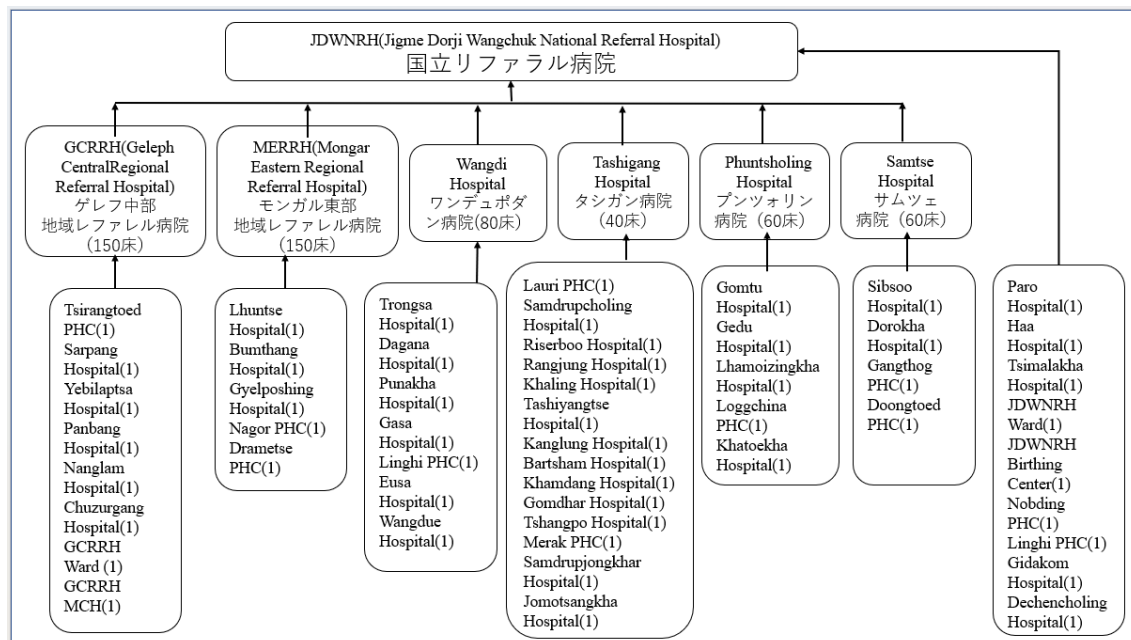 JDWNRH(Jigme Dorji Wangchuk National Referral Hospital)
国立リファラル病院
GCRRH(Geleph
CentralRegional
Referral Hospital)
ゲレフ中部
地域レファレル病院
(150床)
MERRH(Mongar
Eastern Regional
Referral Hospital)
モンガル東部
地域レファレル病院
(150床)
Wangdi
Hospital
ワンデュポダ
ン病院(80床)
Tashigang
Hospital
タシガン病院
(40床)
Phuntsholing
Hospital
プンツォリン
病院（60床）
Samtse
Hospital
サムツェ
病院（60床）
Tsirangtoed
PHC(1)
Sarpang
Hospital(1)
Yebilaptsa
Hospital(1)
Panbang
Hospital(1)
Nanglam
Hospital(1)
Chuzurgang
Hospital(1)
GCRRH
Ward (1)
GCRRH
MCH(1)
Lhuntse
Hospital(1)
Bumthang
Hospital(1)
Gyelposhing
Hospital(1)
Nagor PHC(1)
Drametse
PHC(1)
Trongsa
Hospital(1)
Dagana
Hospital(1)
Punakha
Hospital(1)
Gasa
Hospital(1)
Linghi PHC(1)
Eusa
Hospital(1)
Wangdue
Hospital(1)
Lauri PHC(1)
Samdrupcholing
Hospital(1)
Riserboo Hospital(1)
Rangjung Hospital(1)
Khaling Hospital(1)
Tashiyangtse
Hospital(1)
Kanglung Hospital(1)
Bartsham Hospital(1)
Khamdang Hospital(1)
Gomdhar Hospital(1)
Tshangpo Hospital(1)
Merak PHC(1)
Samdrupjongkhar
Hospital(1)
Jomotsangkha
Hospital(1)
Gomtu
Hospital(1)
Gedu
Hospital(1)
Lhamoizingkha
Hospital(1)
Loggchina
PHC(1)
Khatoekha
Hospital(1)
Sibsoo
Hospital(1)
Dorokha
Hospital(1)
Gangthog
PHC(1)
Doongtoed
PHC(1)
Paro
Hospital(1)
Haa
Hospital(1)
Tsimalakha
Hospital(1)
JDWNRH
Ward(1)
JDWNRH
Birthing
Center(1)
Nobding
PHC(1)
Linghi PHC(1)
Gidakom
Hospital(1)
Dechencholing
Hospital(1)